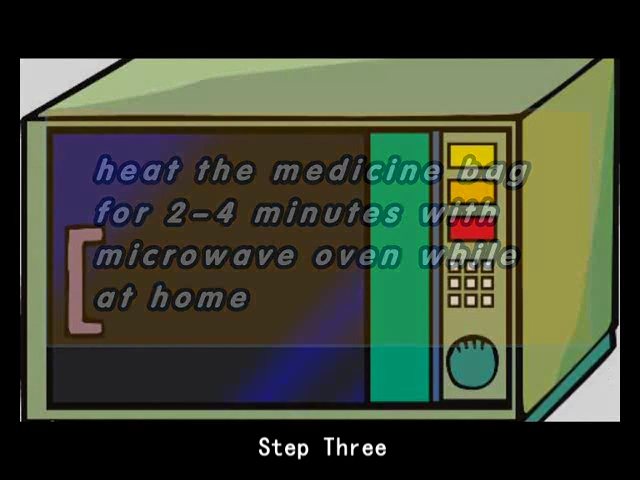 heat the medicine bag
for 2-4 minutes with
microwave oven while
at home
Step Three